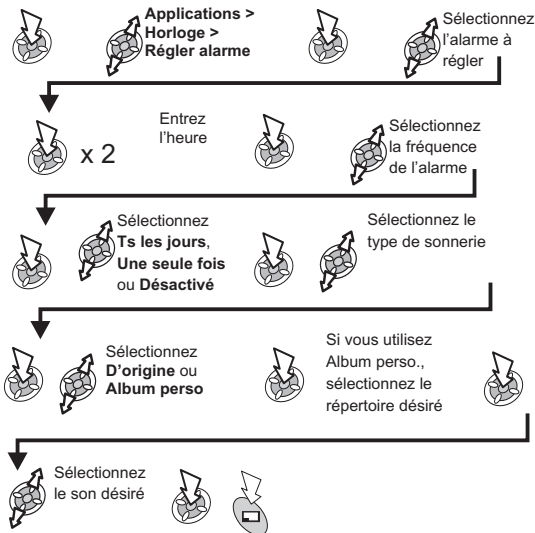 Applications >
Horloge >
Régler alarme
Sélectionnez
l'alarme à
régler
x 2
Entrez
l'heure
Sélectionnez
la fréquence
de l'alarme
Sélectionnez
Ts les jours,
Une seule fois
ou Désactivé
Sélectionnez le
type de sonnerie
Sélectionnez
D'origine ou
Album perso
Si vous utilisez
Album perso.,
sélectionnez le
répertoire désiré
Sélectionnez
le son désiré